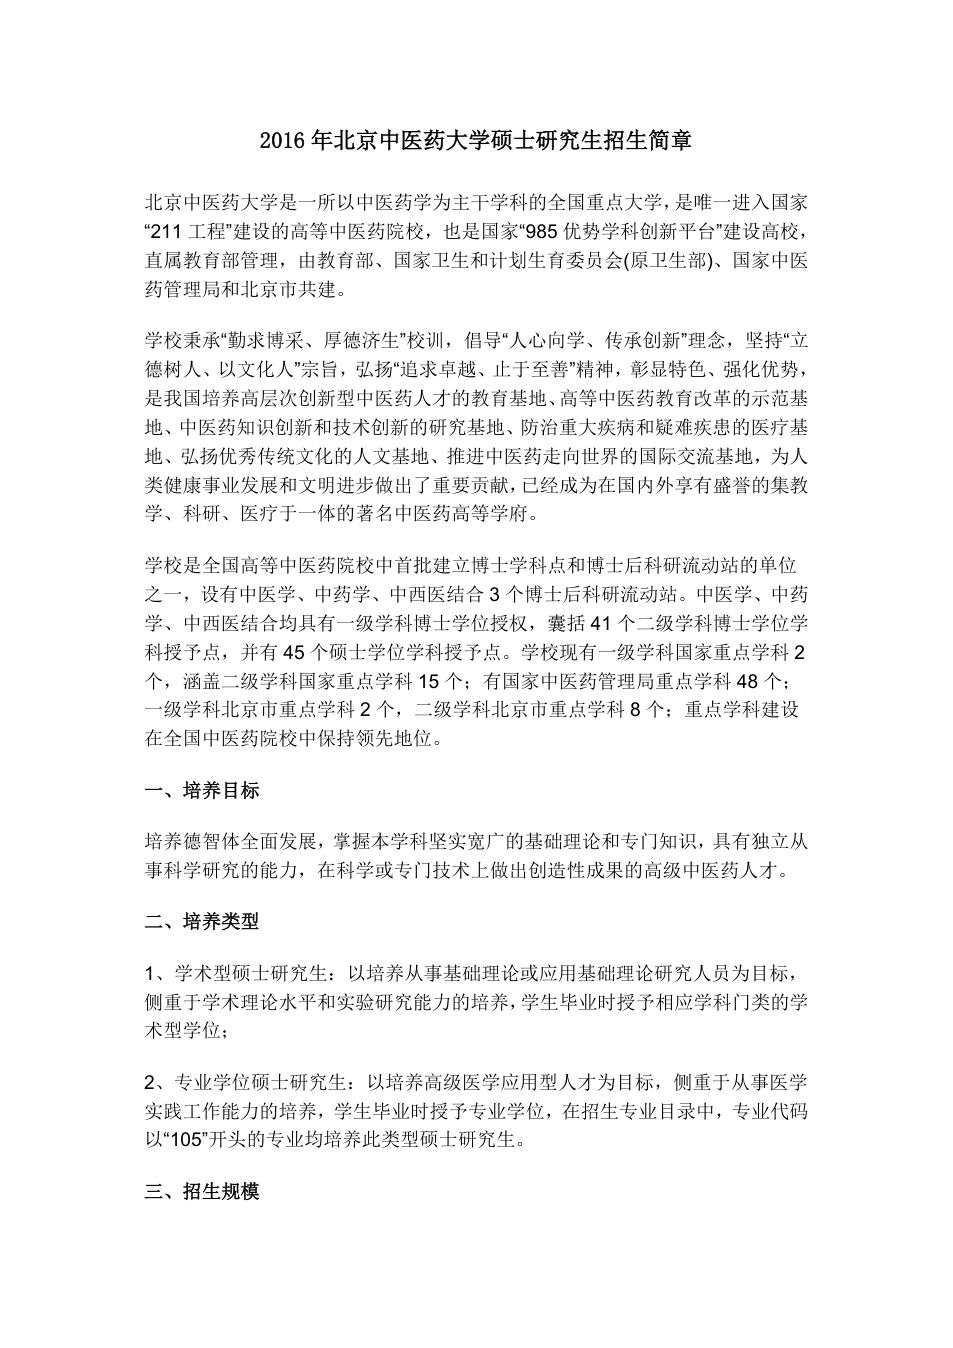 2016 年北京中医药大学硕士研究生招生简章
北京中医药大学是一所以中医药学为主干学科的全国重点大学，是唯一进入国家
“211 工程”建设的高等中医药院校，也是国家“985 优势学科创新平台”建设高校，
直属教育部管理，由教育部、国家卫生和计划生育委员会(原卫生部)、国家中医
药管理局和北京市共建。
学校秉承“勤求博采、厚德济生”校训，倡导“人心向学、传承创新”理念，坚持“立
德树人、以文化人”宗旨，弘扬“追求卓越、止于至善”精神，彰显特色、强化优势，
是我国培养高层次创新型中医药人才的教育基地、高等中医药教育改革的示范基
地、中医药知识创新和技术创新的研究基地、防治重大疾病和疑难疾患的医疗基
地、弘扬优秀传统文化的人文基地、推进中医药走向世界的国际交流基地，为人
类健康事业发展和文明进步做出了重要贡献，已经成为在国内外享有盛誉的集教
学、科研、医疗于一体的著名中医药高等学府。
学校是全国高等中医药院校中首批建立博士学科点和博士后科研流动站的单位
之一，设有中医学、中药学、中西医结合 3 个博士后科研流动站。中医学、中药
学、中西医结合均具有一级学科博士学位授权，囊括 41 个二级学科博士学位学
科授予点，并有 45 个硕士学位学科授予点。学校现有一级学科国家重点学科 2
个，涵盖二级学科国家重点学科 15 个；有国家中医药管理局重点学科 48 个；
一级学科北京市重点学科 2 个，二级学科北京市重点学科 8 个；重点学科建设
在全国中医药院校中保持领先地位。
一、培养目标
培养德智体全面发展，掌握本学科坚实宽广的基础理论和专门知识，具有独立从
事科学研究的能力，在科学或专门技术上做出创造性成果的高级中医药人才。
二、培养类型
1、学术型硕士研究生：以培养从事基础理论或应用基础理论研究人员为目标，
侧重于学术理论水平和实验研究能力的培养，学生毕业时授予相应学科门类的学
术型学位；
2、专业学位硕士研究生：以培养高级医学应用型人才为目标，侧重于从事医学
实践工作能力的培养，学生毕业时授予专业学位，在招生专业目录中，专业代码
以“105”开头的专业均培养此类型硕士研究生。
三、招生规模